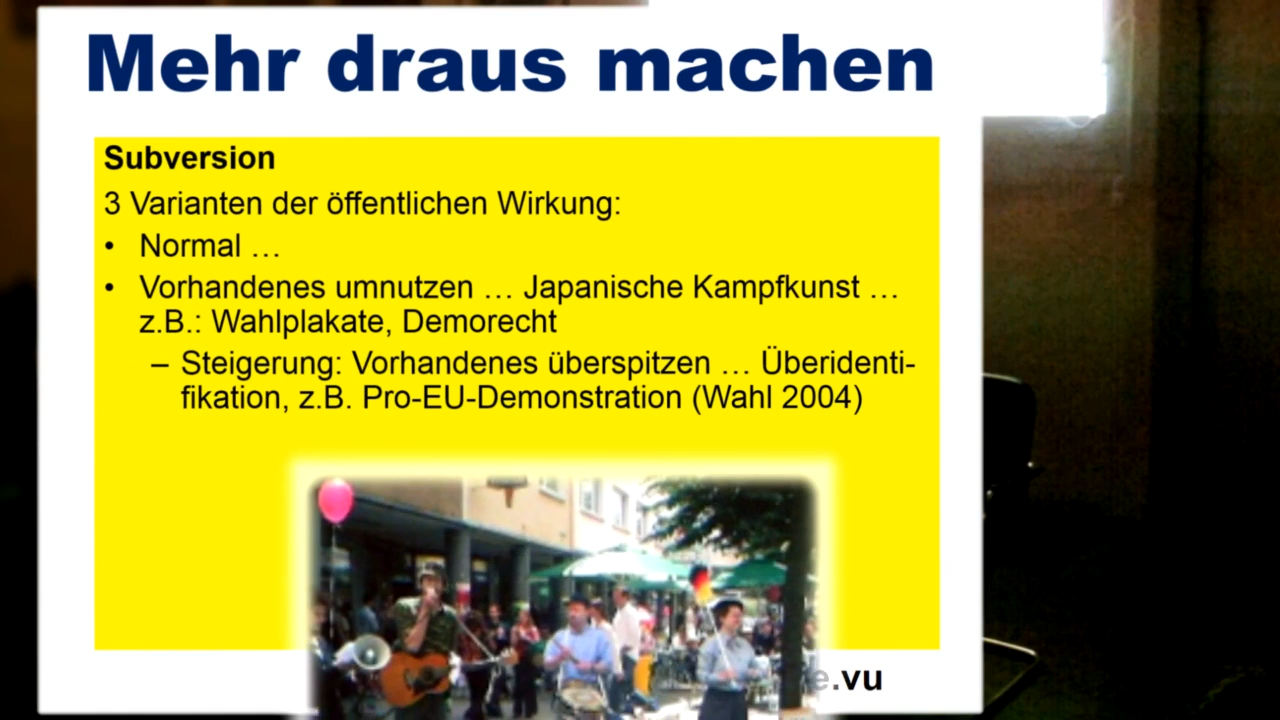 Mehr draus machen
Subversion
3 Varianten der öffentlichen Wirkung:
• Normal …
• Vorhandenes umnutzen … Japanische Kampfkunst …
z.B.: Wahlplakate, Demorecht
– Steigerung: Vorhandenes überspitzen … Überidenti-
fikation, z.B. Pro-EU-Demonstration (Wahl 2004)
e.vu